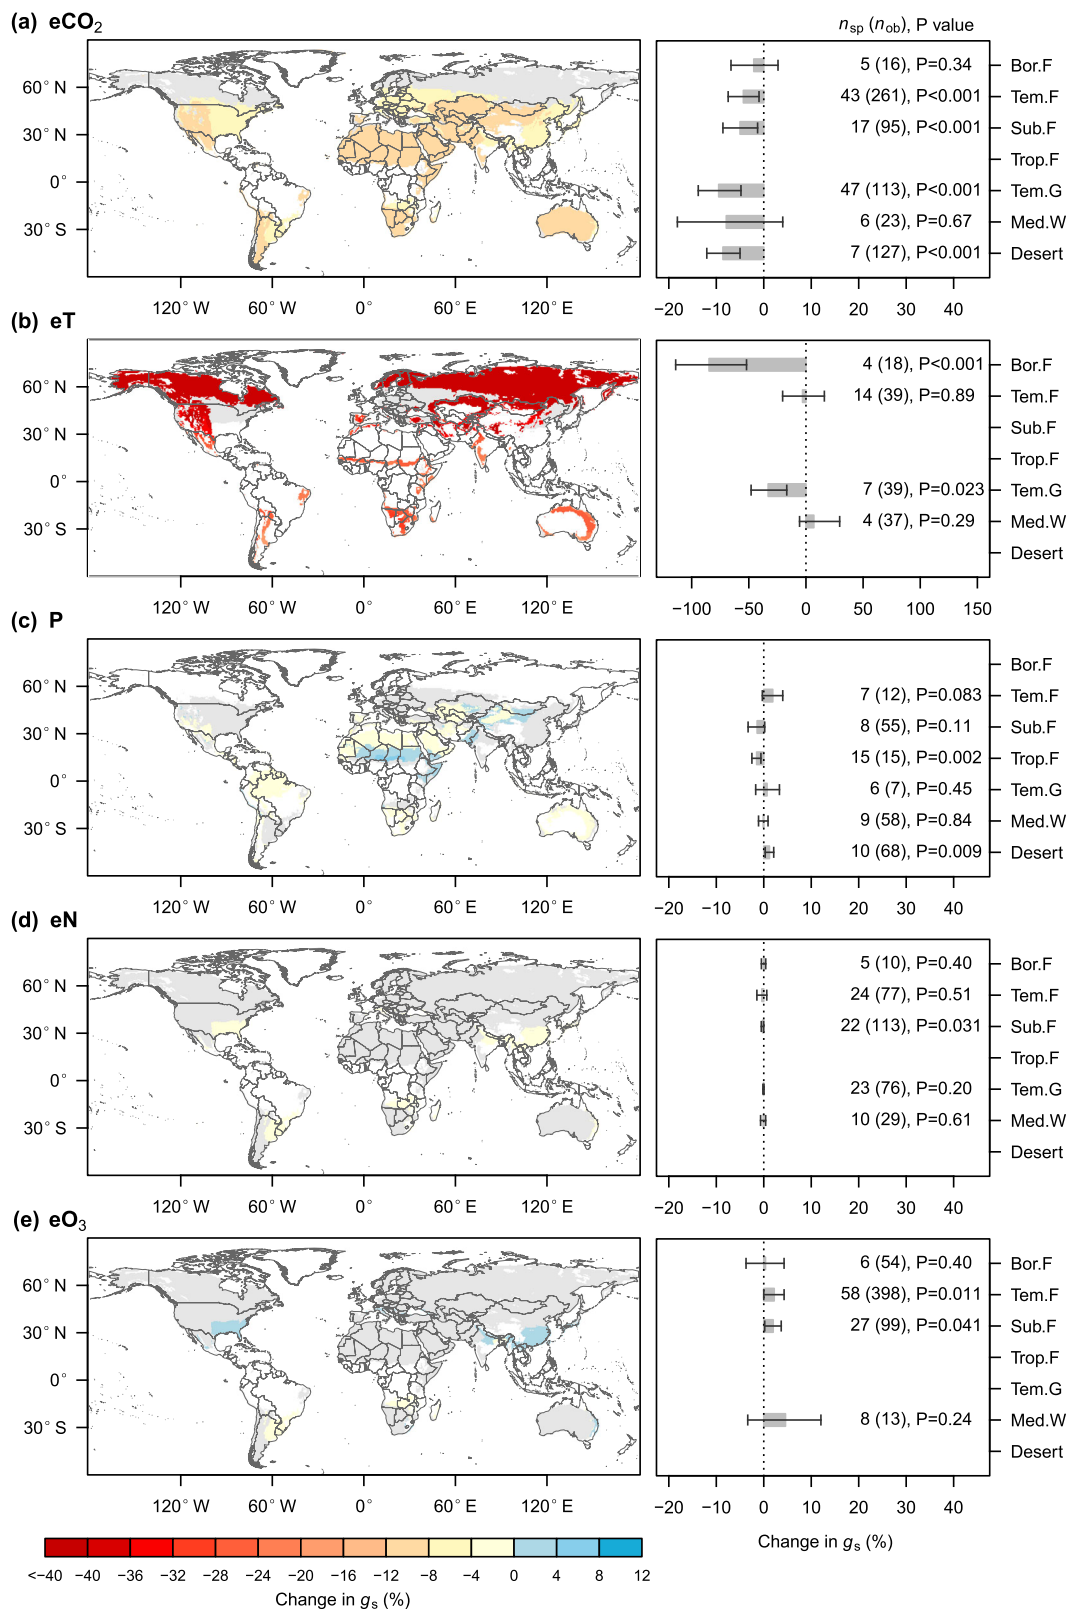 (a) eCO₂
60° N
30° N
0°
30° S
120° W 60° W 0° 60° E 120° E
nsp (nob), P value
5 (16), P=0.34 Bor.F
43 (261), P<0.001 Tem.F
17 (95), P<0.001 Sub.F
Trop.F
47 (113), P<0.001 Tem.G
6 (23), P=0.67 Med.W
7 (127), P<0.001 Desert
−20 −10 0 10 20 30 40
(b) eT
60° N
30° N
0°
30° S
120° W 60° W 0° 60° E 120° E
4 (18), P<0.001 Bor.F
14 (39), P=0.89 Tem.F
Sub.F
Trop.F
7 (39), P=0.023 Tem.G
4 (37), P=0.29 Med.W
Desert
−100 −50 0 50 100 150
(c) P
60° N
30° N
0°
30° S
120° W 60° W 0° 60° E 120° E
Bor.F
7 (12), P=0.083 Tem.F
8 (55), P=0.11 Sub.F
15 (15), P=0.002 Trop.F
6 (7), P=0.45 Tem.G
9 (58), P=0.84 Med.W
10 (68), P=0.009 Desert
−20 −10 0 10 20 30 40
(d) eN
60° N
30° N
0°
30° S
120° W 60° W 0° 60° E 120° E
5 (10), P=0.40 Bor.F
24 (77), P=0.51 Tem.F
22 (113), P=0.031 Sub.F
Trop.F
23 (76), P=0.20 Tem.G
10 (29), P=0.61 Med.W
Desert
−20 −10 0 10 20 30 40
(e) eO₃
60° N
30° N
0°
30° S
120° W 60° W 0° 60° E 120° E
6 (54), P=0.40 Bor.F
58 (398), P=0.011 Tem.F
27 (99), P=0.041 Sub.F
Trop.F
Tem.G
8 (13), P=0.24 Med.W
Desert
−20 −10 0 10 20 30 40
Change in gs (%)
<−40 −40 −36 −32 −28 −24 −20 −16 −12 −8 −4 0 4 8 12
Change in gs (%)